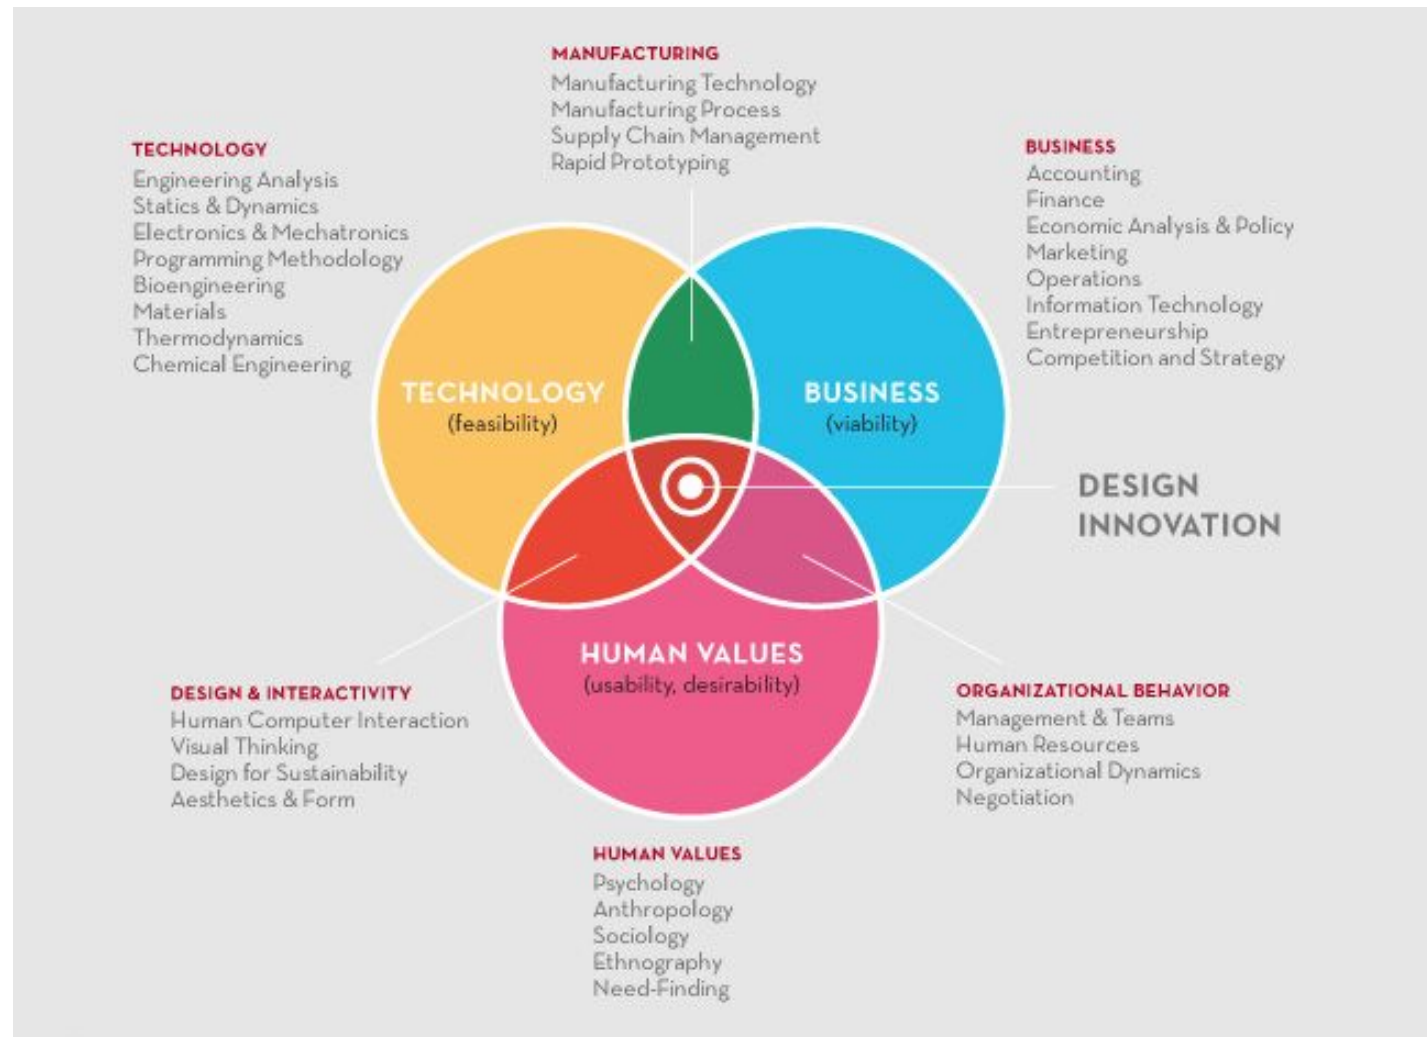 MANUFACTURING
Manufacturing Technology
Manufacturing Process
Supply Chain Management
Rapid Prototyping
TECHNOLOGY
Engineering Analysis
Statics & Dynamics
Electronics & Mechatronics
Programming Methodology
Bioengineering
Materials
Thermodynamics
Chemical Engineering
BUSINESS
Accounting
Finance
Economic Analysis & Policy
Marketing
Operations
Information Technology
Entrepreneurship
Competition and Strategy
TECHNOLOGY
(feasibility)
BUSINESS
(viability)
DESIGN
INNOVATION
HUMAN VALUES
(usability, desirability)
DESIGN & INTERACTIVITY
Human Computer Interaction
Visual Thinking
Design for Sustainability
Aesthetics & Form
ORGANIZATIONAL BEHAVIOR
Management & Teams
Human Resources
Organizational Dynamics
Negotiation
HUMAN VALUES
Psychology
Anthropology
Sociology
Ethnography
Need-Finding